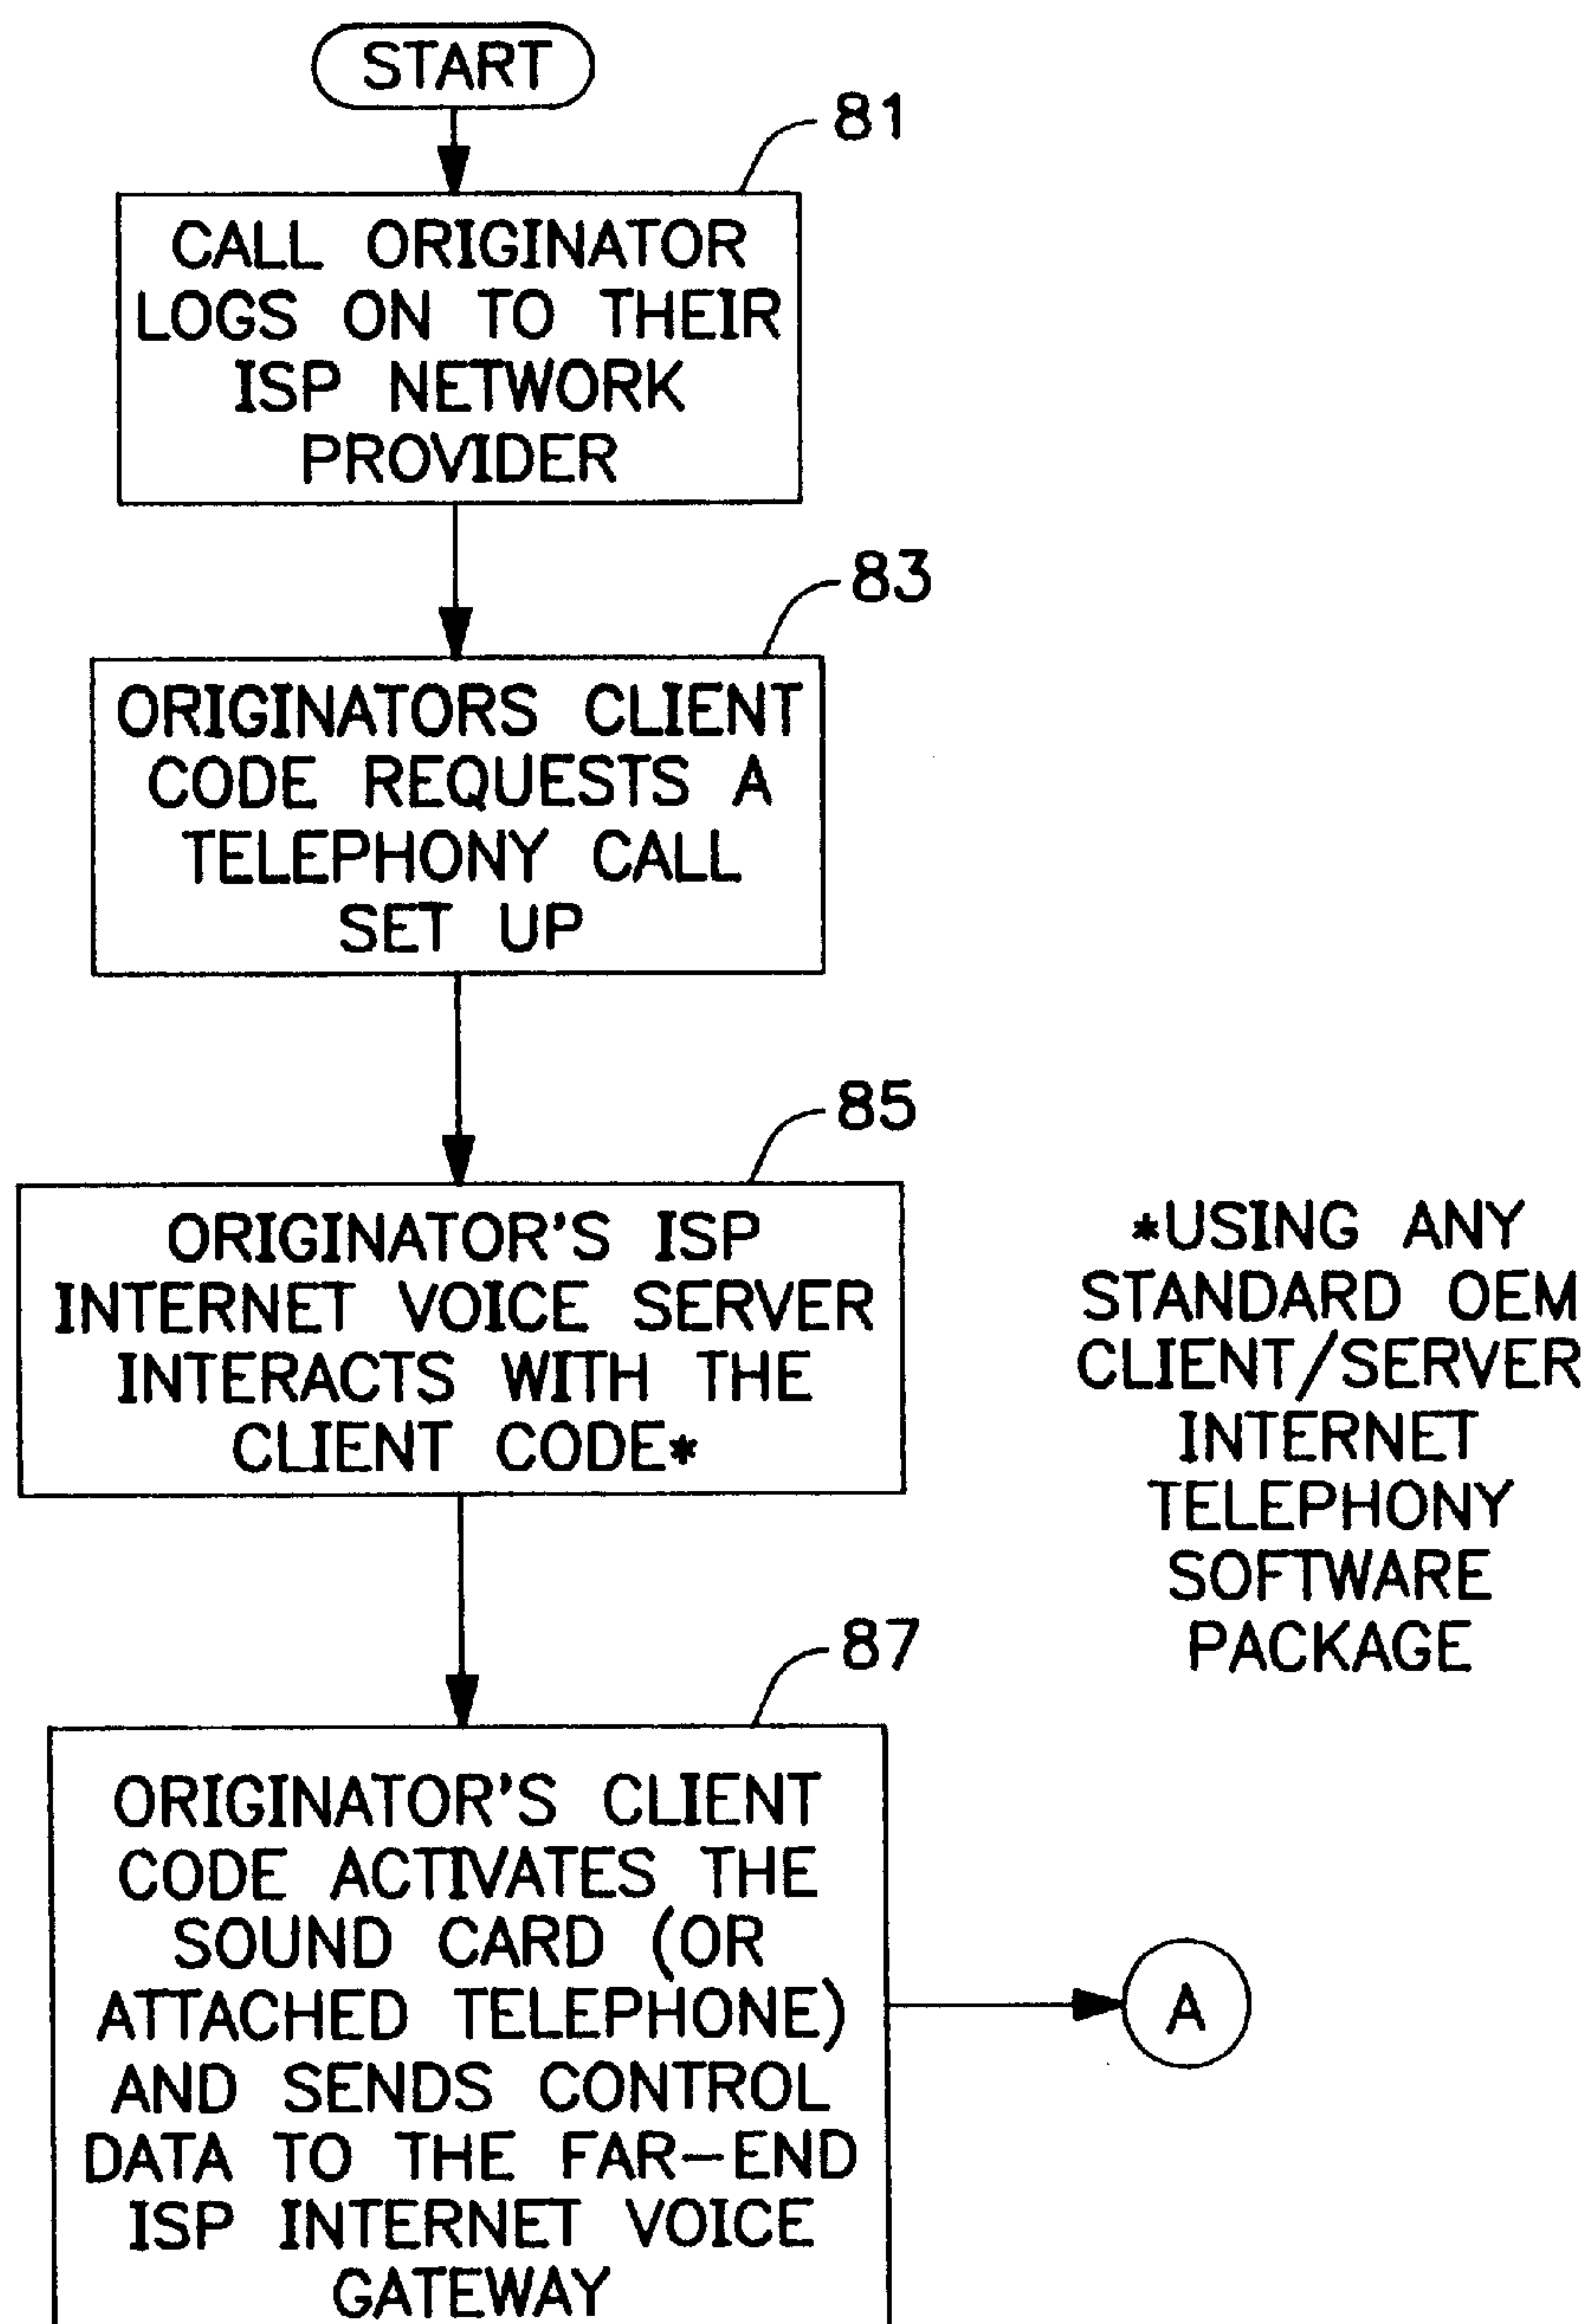 START
81
CALL ORIGINATOR
LOGS ON TO THEIR
ISP NETWORK
PROVIDER
83
ORIGINATORS CLIENT
CODE REQUESTS A
TELEPHONY CALL
SET UP
85
ORIGINATOR'S ISP
INTERNET VOICE SERVER
INTERACTS WITH THE
CLIENT CODE*
*USING ANY
STANDARD OEM
CLIENT/SERVER
INTERNET
TELEPHONY
SOFTWARE
PACKAGE
87
ORIGINATOR'S CLIENT
CODE ACTIVATES THE
SOUND CARD (OR
ATTACHED TELEPHONE)
AND SENDS CONTROL
DATA TO THE FAR-END
ISP INTERNET VOICE
GATEWAY
A